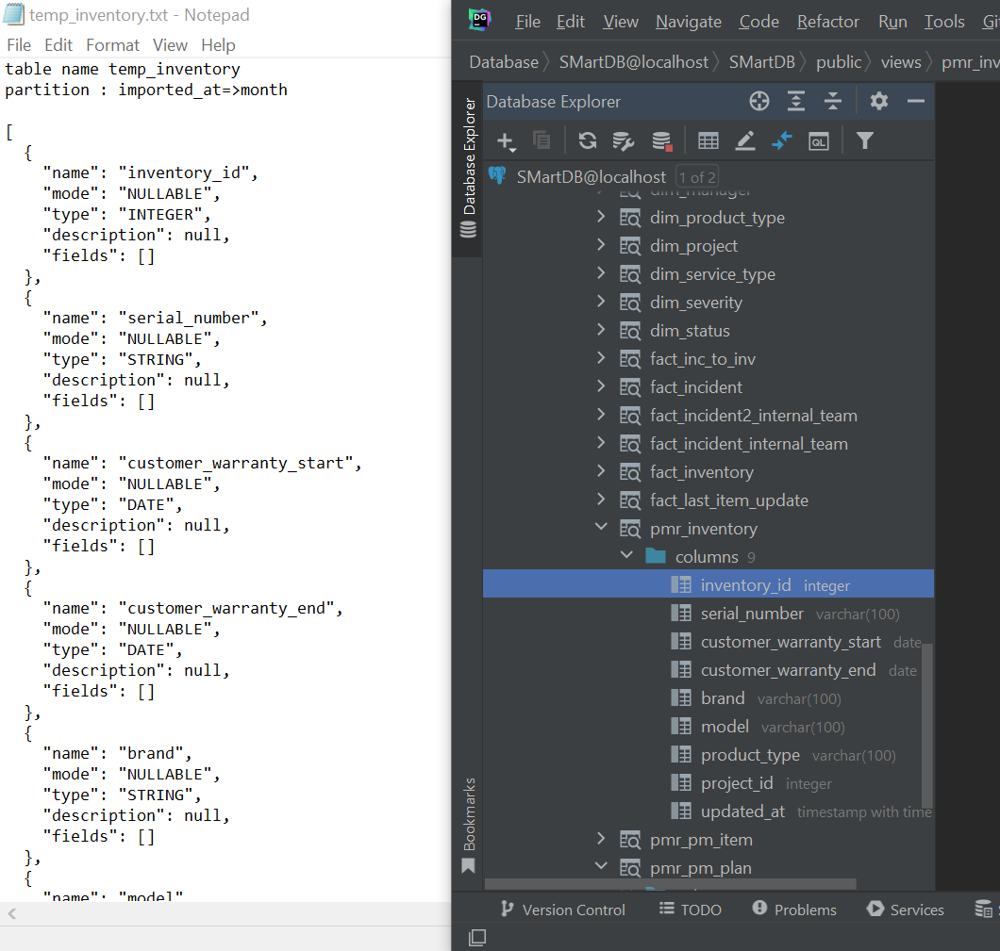 temp_inventory.txt - Notepad
File Edit Format View Help
table name temp_inventory
partition : imported_at=>month
[
{
"name": "inventory_id",
"mode": "NULLABLE",
"type": "INTEGER",
"description": null,
"fields": []
},
{
"name": "serial_number",
"mode": "NULLABLE",
"type": "STRING",
"description": null,
"fields": []
},
{
"name": "customer_warranty_start",
"mode": "NULLABLE",
"type": "DATE",
"description": null,
"fields": []
},
{
"name": "customer_warranty_end",
"mode": "NULLABLE",
"type": "DATE",
"description": null,
"fields": []
},
{
"name": "brand",
"mode": "NULLABLE",
"type": "STRING",
"description": null,
"fields": []
},
{
"name": "model"
DG File Edit View Navigate Code Refactor Run Tools Gi
Database SMartDB@localhost SMartDB public views pmr_inv
Database Explorer
Database Explorer
QL
SMartDB@localhost 1 of 2
dim_manager
dim_product_type
dim_project
dim_service_type
dim_severity
dim_status
fact_inc_to_inv
fact_incident
fact_incident2_internal_team
fact_incident_internal_team
fact_inventory
fact_last_item_update
pmr_inventory
columns 9
inventory_id integer
serial_number varchar(100)
customer_warranty_start date
customer_warranty_end date
brand varchar(100)
model varchar(100)
product_type varchar(100)
project_id integer
updated_at timestamp with time
pmr_pm_item
pmr_pm_plan
Bookmarks
Version Control TODO Problems Services